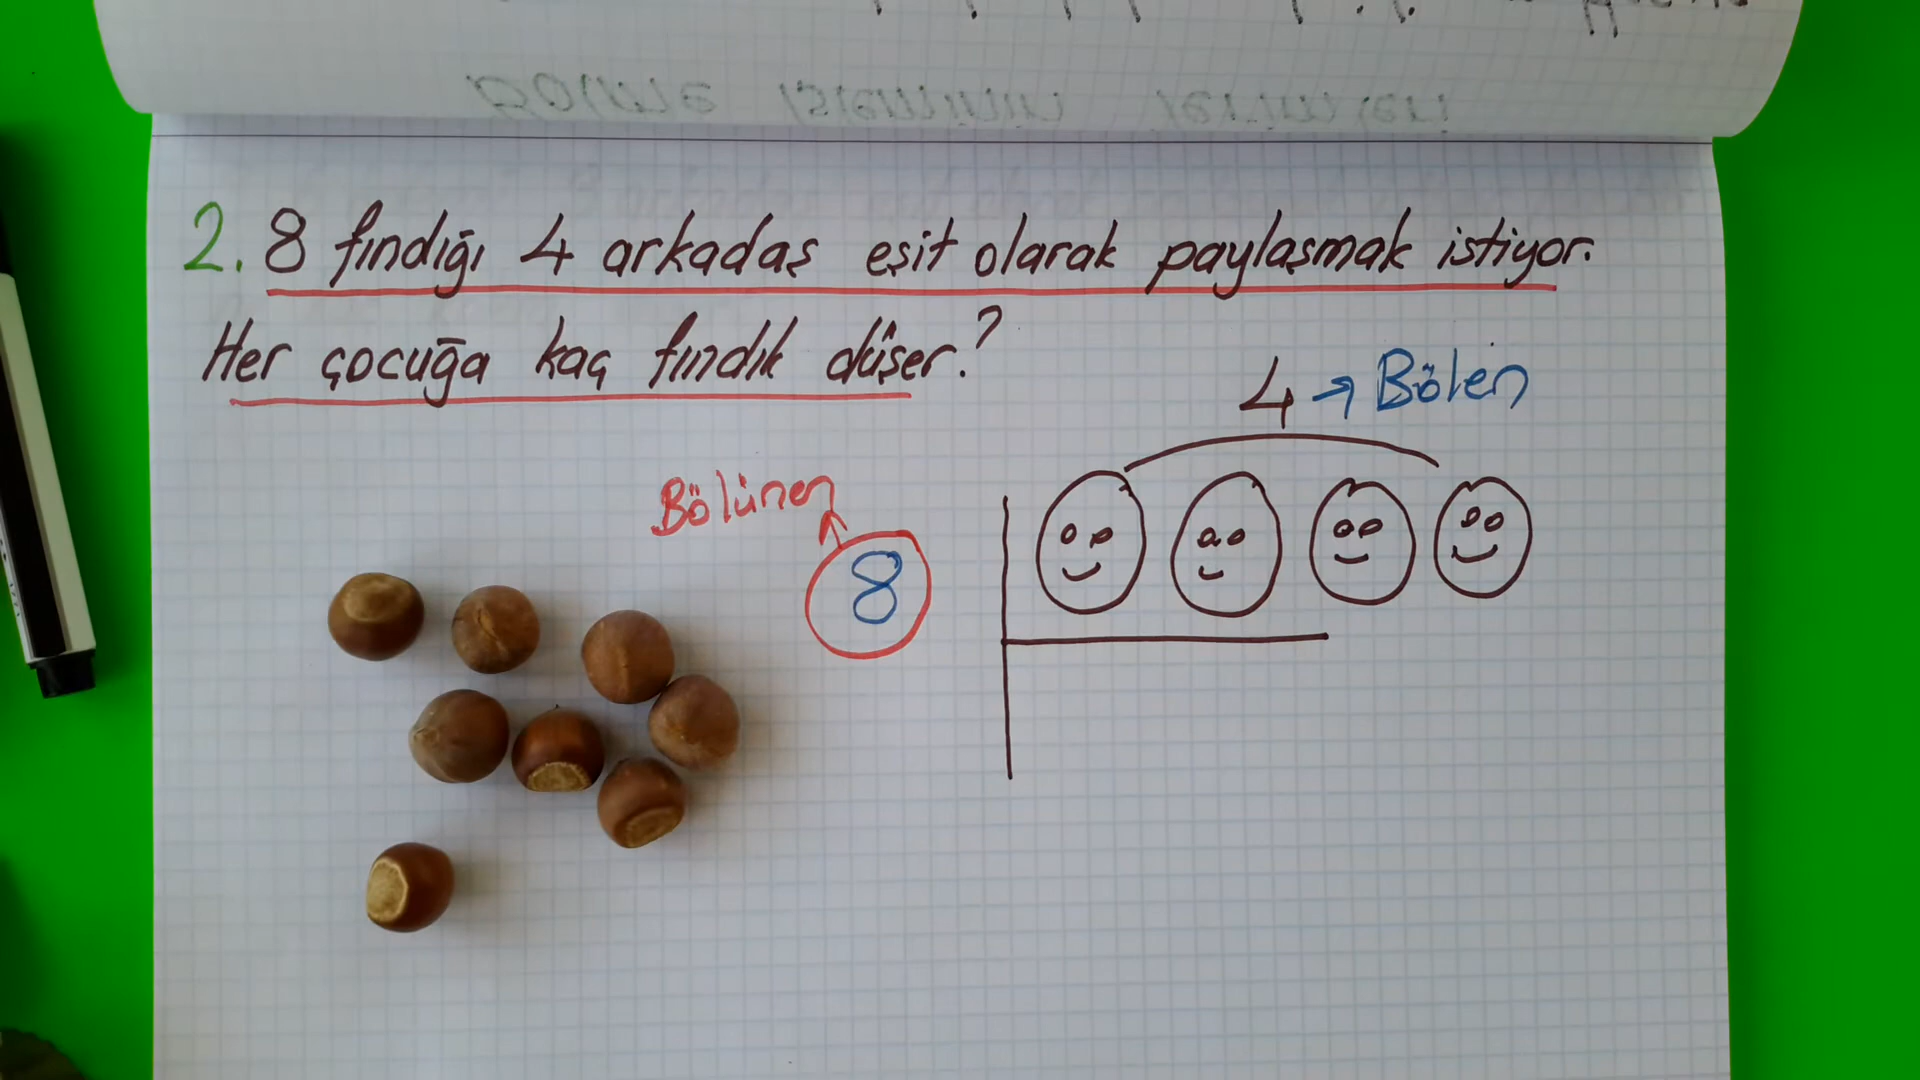 2. 8 fındığı 4 arkadaş eşit olarak paylaşmak istiyor.
Her çocuğa kaç fındık düşer.?
4 → Bölen
Bölünen
8